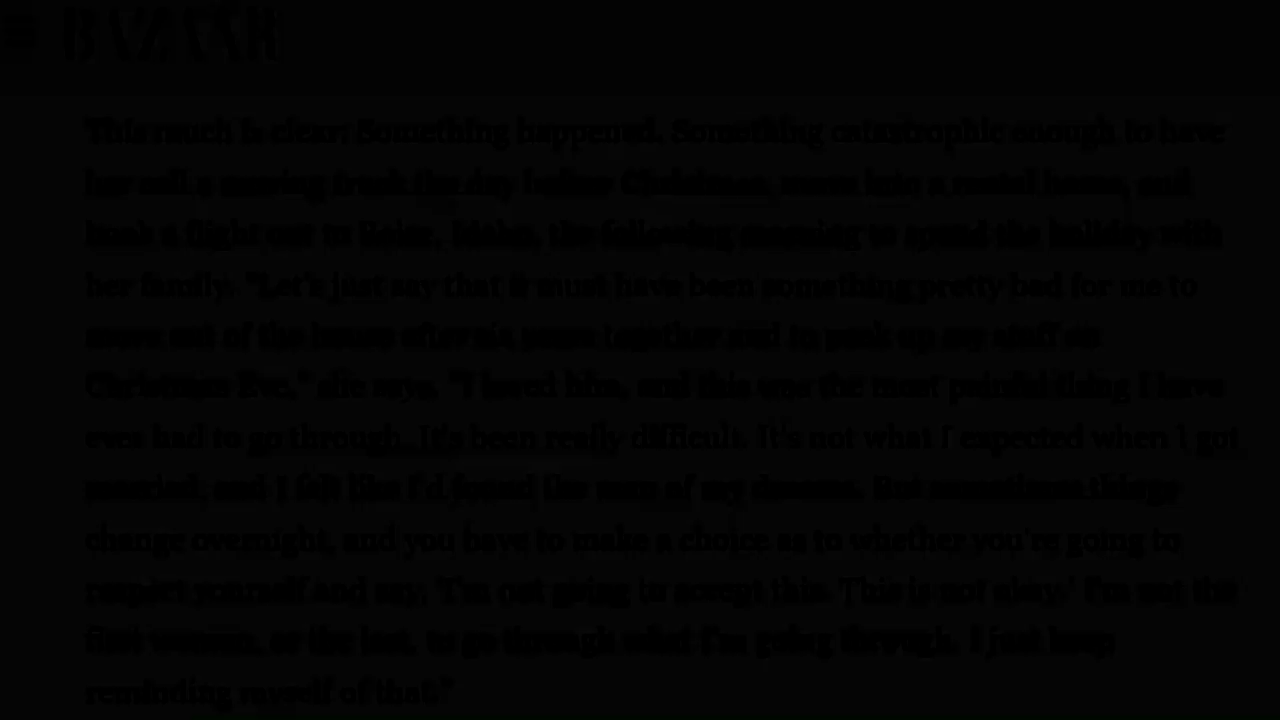 BAZAAR
This much is clear: Something happened. Something catastrophic enough to have
her call a moving truck the day before Christmas, move into a rental home, and
book a flight out to Boise, Idaho, the following morning to spend the holiday with
her family. "Let's just say that it must have been something pretty bad for me to
move out of the house after six years together and to pack up my stuff on
Christmas Eve," she says. "I loved him, and this was the most painful thing I have
ever had to go through. It's been really difficult. It's not what I expected when I got
married, and I felt like I'd found the man of my dreams. But sometimes things
change overnight, and you have to make a choice as to whether you're going to
respect yourself and say, 'I'm not going to accept this. This is not okay.' I'm not the
first woman, or the last, to go through what I'm going through. I just keep
reminding myself of that."